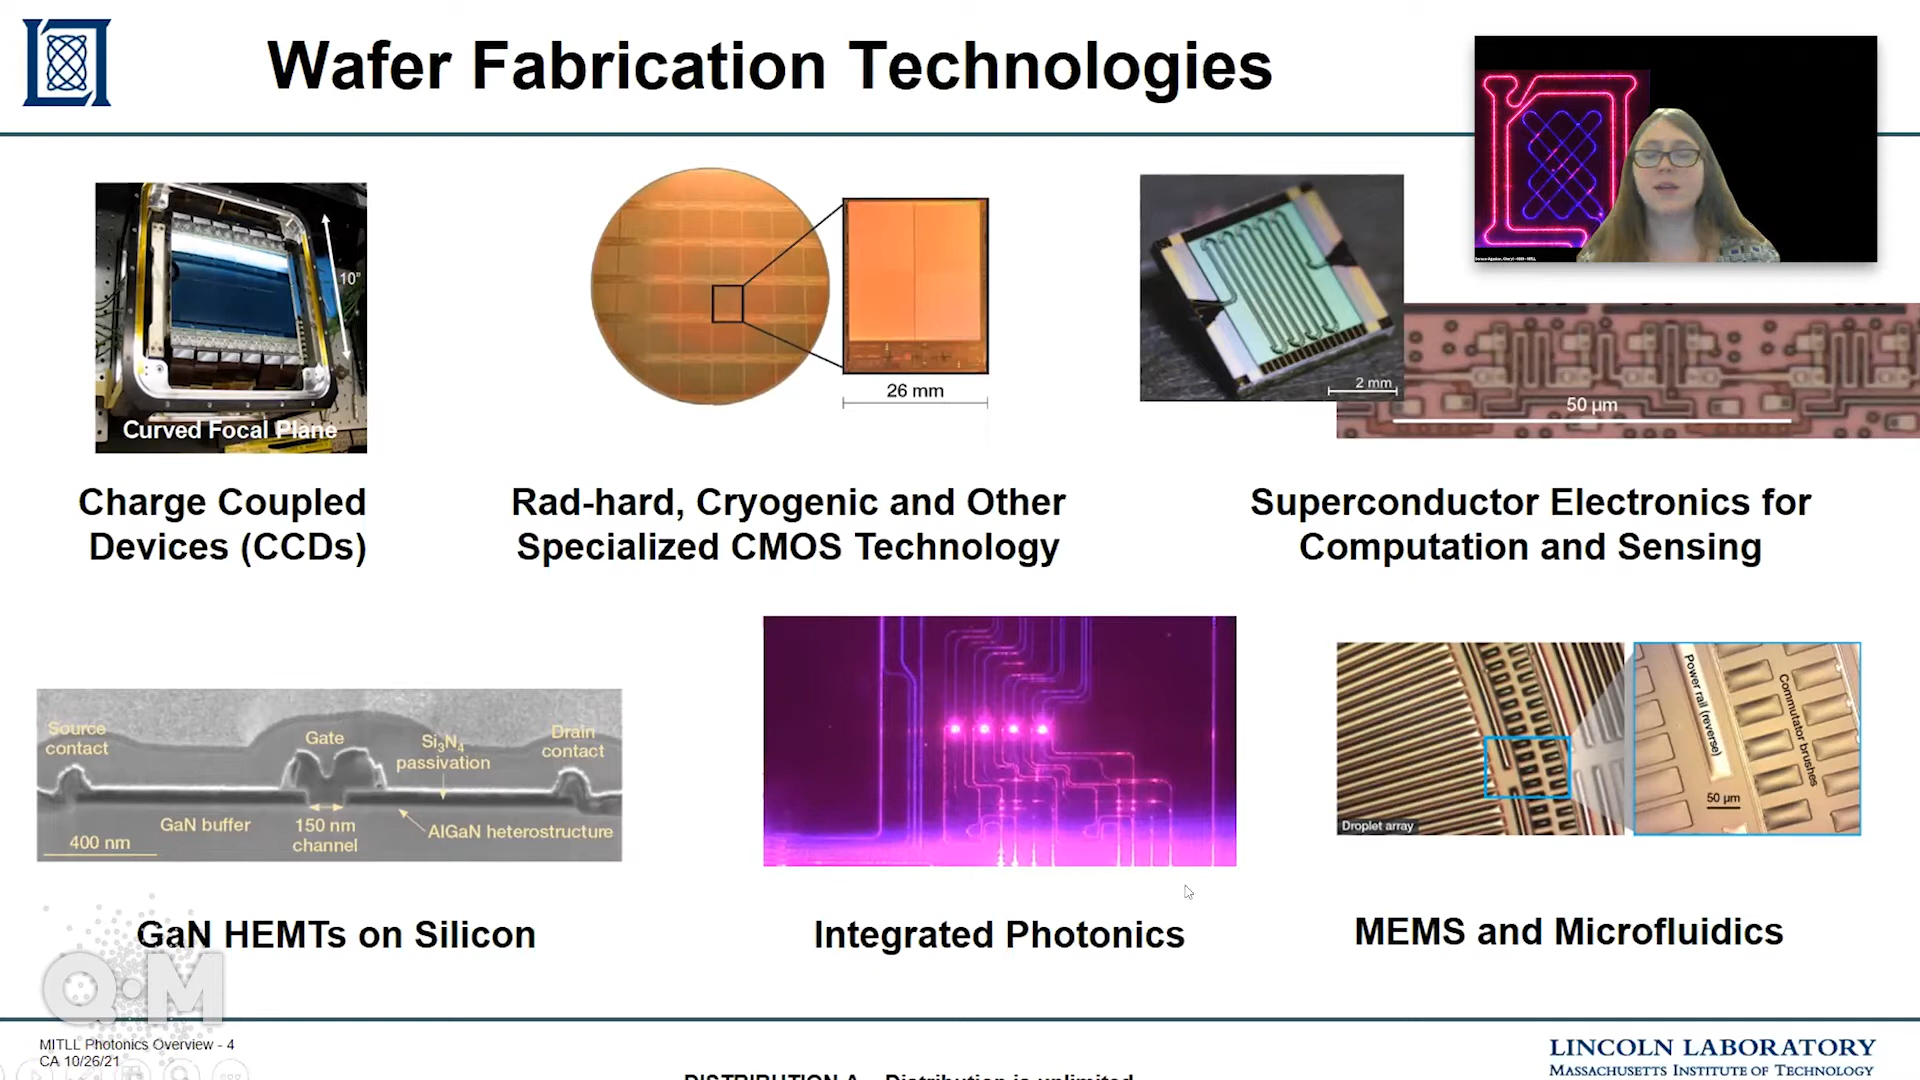 Wafer Fabrication Technologies
10"
Curved Focal Plane
26 mm
2 mm
50 µm
Charge Coupled
Devices (CCDs)
Rad-hard, Cryogenic and Other
Specialized CMOS Technology
Superconductor Electronics for
Computation and Sensing
Source
contact
Gate
Si3N4
passivation
Drain
contact
GaN buffer
150 nm
channel
AlGaN heterostructure
400 nm
Droplet array
Power rail (reverse)
Commutator brushes
50 µm
GaN HEMTs on Silicon
Integrated Photonics
MEMS and Microfluidics
Q·M
MITLL Photonics Overview - 4
CA 10/26/21
LINCOLN LABORATORY
MASSACHUSETTS INSTITUTE OF TECHNOLOGY
DISTRIBUTION A Distribution is unlimited